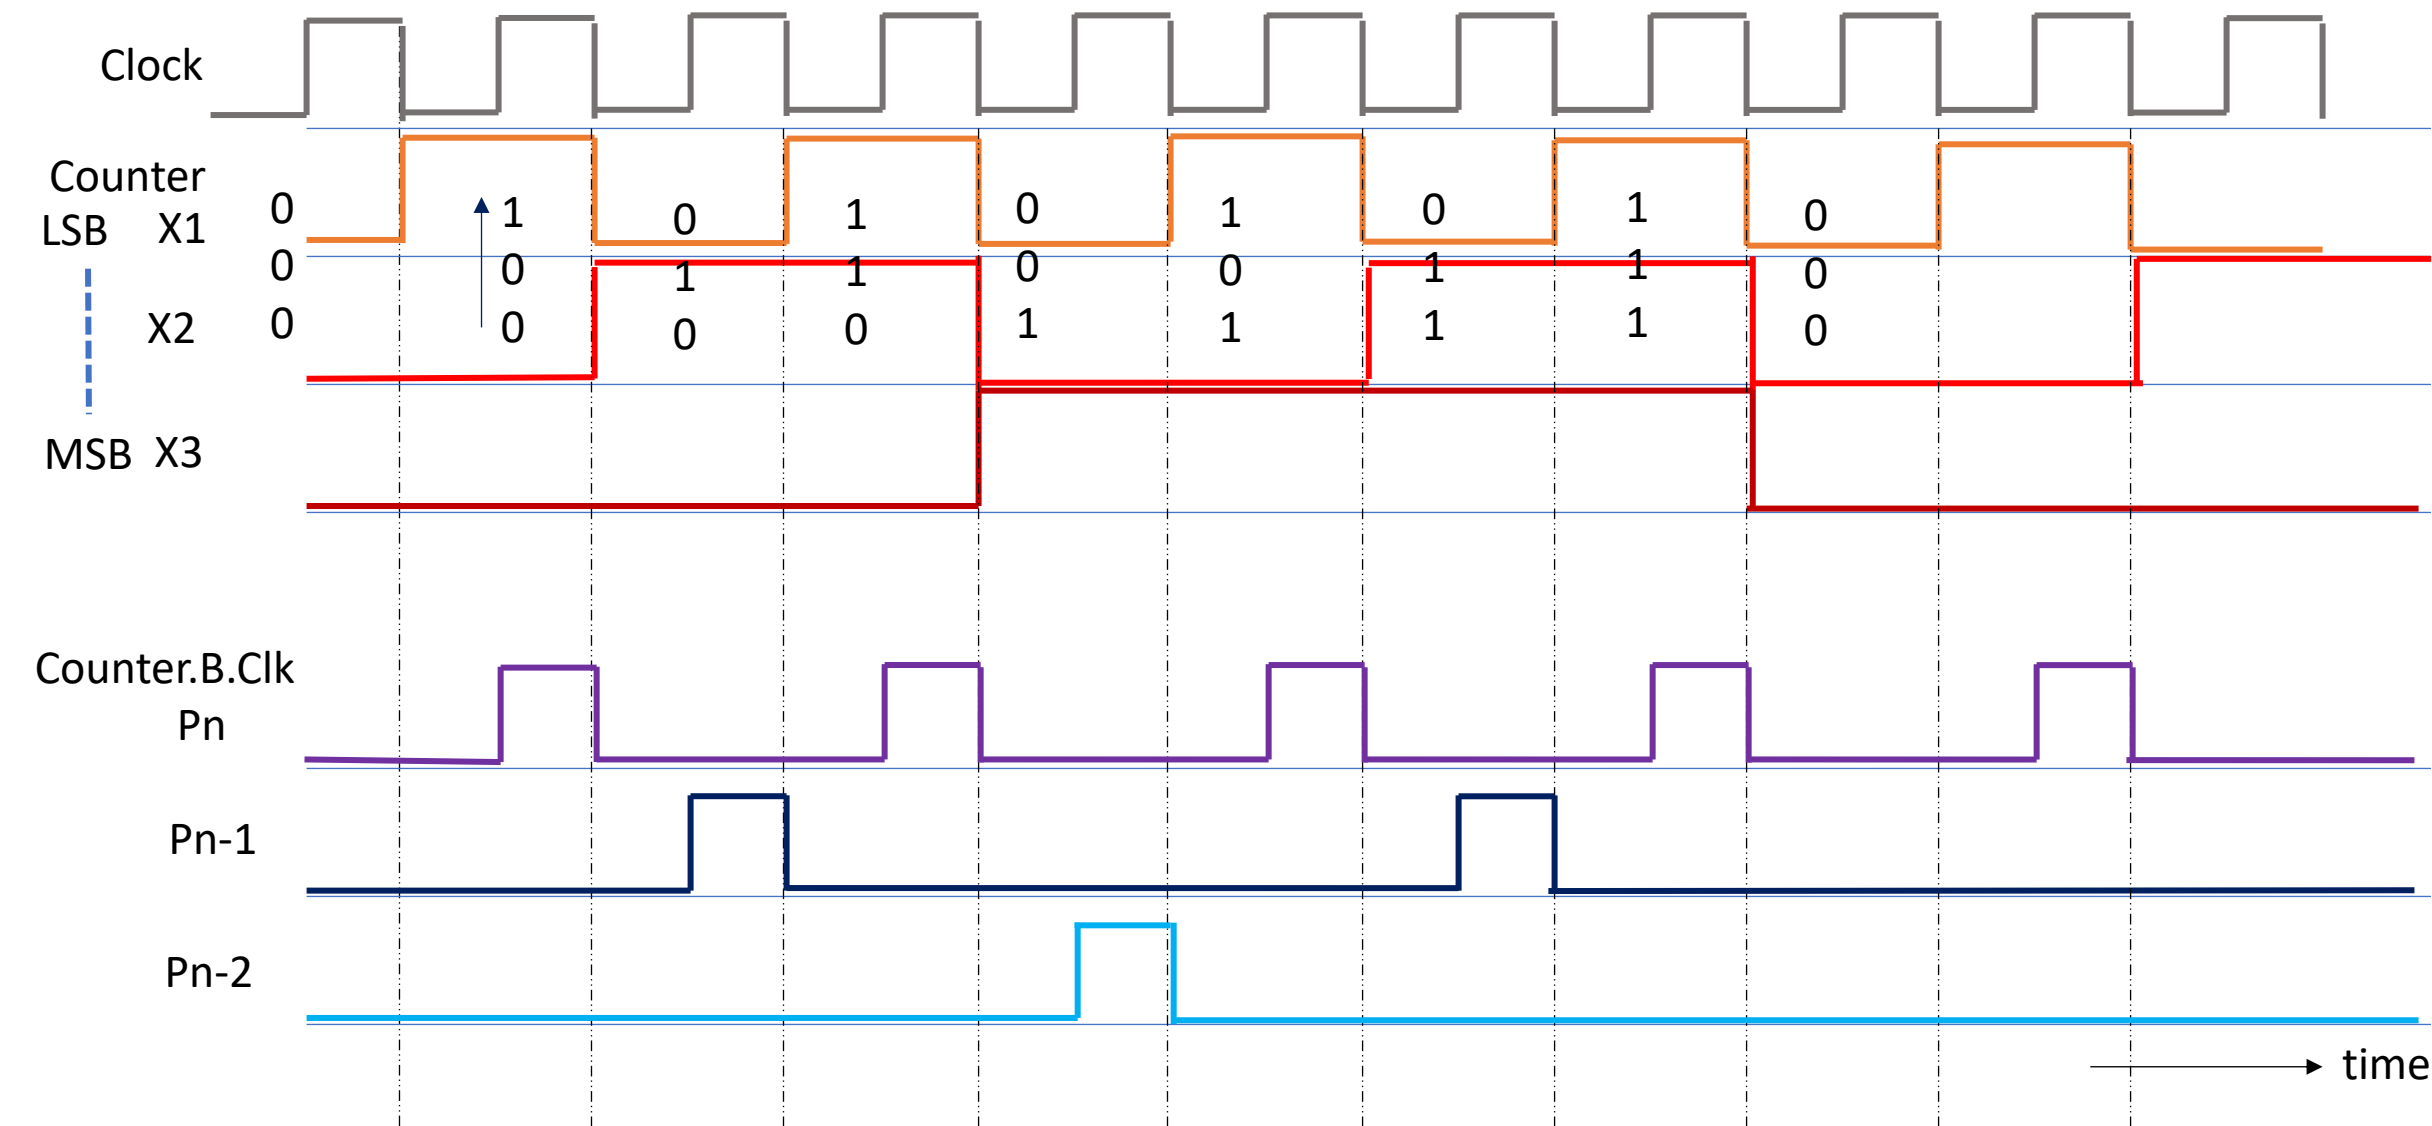 Clock
Counter
LSB X1
0 1 0 1 0 1 0 1 0
0 0 1 1 0 0 1 1 0
X2
0 0 0 0 1 1 1 1 0
MSB X3
Counter.B.Clk
Pn
Pn-1
Pn-2
time